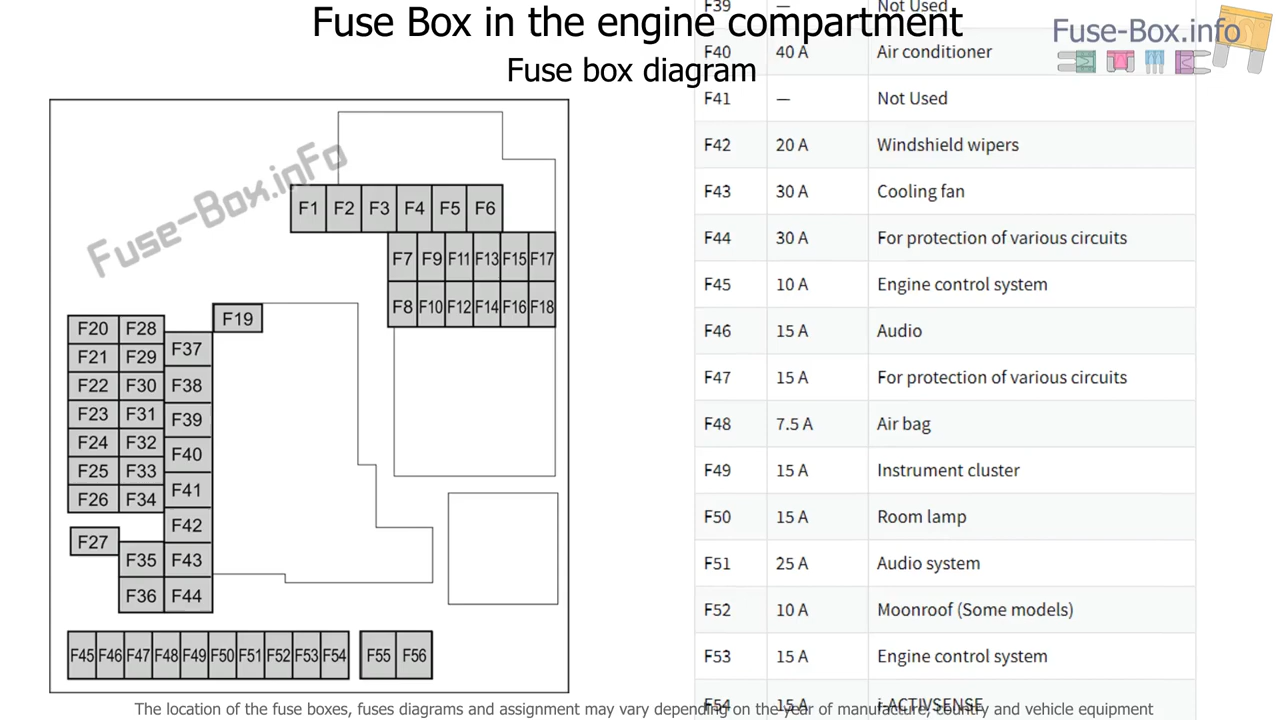 Fuse Box in the engine compartment
Fuse box diagram
Fuse-Box.info
Fuse-Box.inFo
F1 F2 F3 F4 F5 F6
F7 F9 F11 F13 F15 F17
F8 F10 F12 F14 F16 F18
F19
F20 F28
F21 F29
F22 F30
F23 F31
F24 F32
F25 F33
F26 F34
F27
F35
F36
F37
F38
F39
F40
F41
F42
F43
F44
F45 F46 F47 F48 F49 F50 F51 F52 F53 F54 F55 F56
F39 — Not Used
F40 40 A Air conditioner
F41 — Not Used
F42 20 A Windshield wipers
F43 30 A Cooling fan
F44 30 A For protection of various circuits
F45 10 A Engine control system
F46 15 A Audio
F47 15 A For protection of various circuits
F48 7.5 A Air bag
F49 15 A Instrument cluster
F50 15 A Room lamp
F51 25 A Audio system
F52 10 A Moonroof (Some models)
F53 15 A Engine control system
F54 15 A i-ACTIVSENSE
The location of the fuse boxes, fuses diagrams and assignment may vary depending on the year of manufacture, country and vehicle equipment